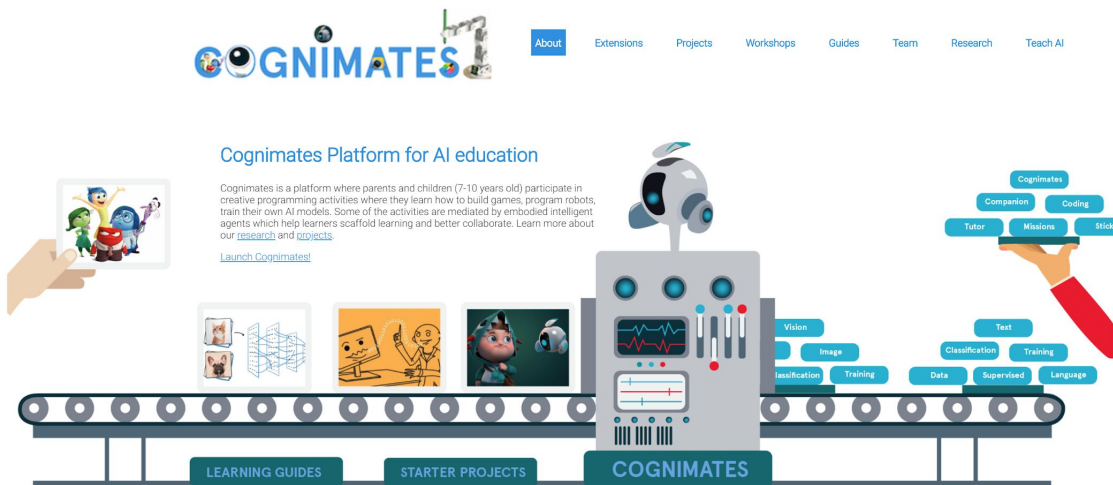 COGNIMATES
About
Extensions
Projects
Workshops
Guides
Team
Research
Teach AI
Cognimates Platform for AI education
Cognimates is a platform where parents and children (7-10 years old) participate in
creative programming activities where they learn how to build games, program robots,
train their own AI models. Some of the activities are mediated by embodied intelligent
agents which help learners scaffold learning and better collaborate. Learn more about
our research and projects.
Launch Cognimates!
Cognimates
Companion
Coding
Tutor
Missions
Stick
Vision
Image
lassification
Training
Text
Classification
Training
Data
Supervised
Language
LEARNING GUIDES
STARTER PROJECTS
COGNIMATES